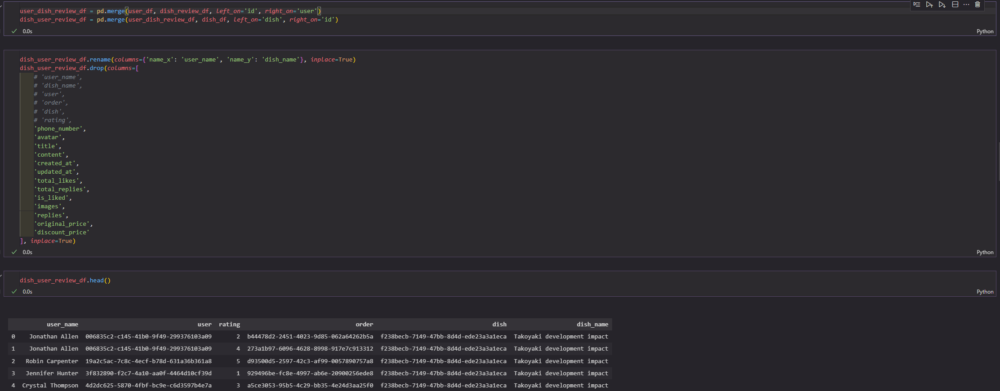 user_dish_review_df = pd.merge(user_df, dish_review_df, left_on='id', right_on='user')
dish_user_review_df = pd.merge(user_dish_review_df, dish_df, left_on='dish', right_on='id')
0.0s
Python
dish_user_review_df.rename(columns={'name_x': 'user_name', 'name_y': 'dish_name'}, inplace=True)
dish_user_review_df.drop(columns=[
# 'user_name',
# 'dish_name',
# 'user',
# 'order',
# 'dish',
# 'rating',
'phone_number',
'avatar',
'title',
'content',
'created_at',
'updated_at',
'total_likes',
'total_replies',
'is_liked',
'images',
'replies',
'original_price',
'discount_price'
], inplace=True)
0.0s
Python
dish_user_review_df.head()
0.0s
Python
user_name user rating order dish dish_name
0 Jonathan Allen 006835c2-c145-41b0-9f49-299376103a09 2 b44478d2-2451-4023-9d85-062a64262b5a f238becb-7149-47bb-8d4d-ede23a3a1eca Takoyaki development impact
1 Jonathan Allen 006835c2-c145-41b0-9f49-299376103a09 4 273a1b97-6096-4628-8998-917e7c913312 f238becb-7149-47bb-8d4d-ede23a3a1eca Takoyaki development impact
2 Robin Carpenter 19a2c5ac-7c8c-4ecf-b78d-631a36b361a8 5 d93500d5-2597-42c3-af99-0057890757a8 f238becb-7149-47bb-8d4d-ede23a3a1eca Takoyaki development impact
3 Jennifer Hunter 3f832890-f2c7-4a10-aa0f-4464d10cf39d 1 929496be-fc8e-4997-ab6e-20900256ede8 f238becb-7149-47bb-8d4d-ede23a3a1eca Takoyaki development impact
4 Crystal Thompson 4d2dc625-5870-4fbf-bc9e-c6d3597b4e7a 3 a5ce3053-95b5-4c29-bb35-4e24d3aa25f0 f238becb-7149-47bb-8d4d-ede23a3a1eca Takoyaki development impact